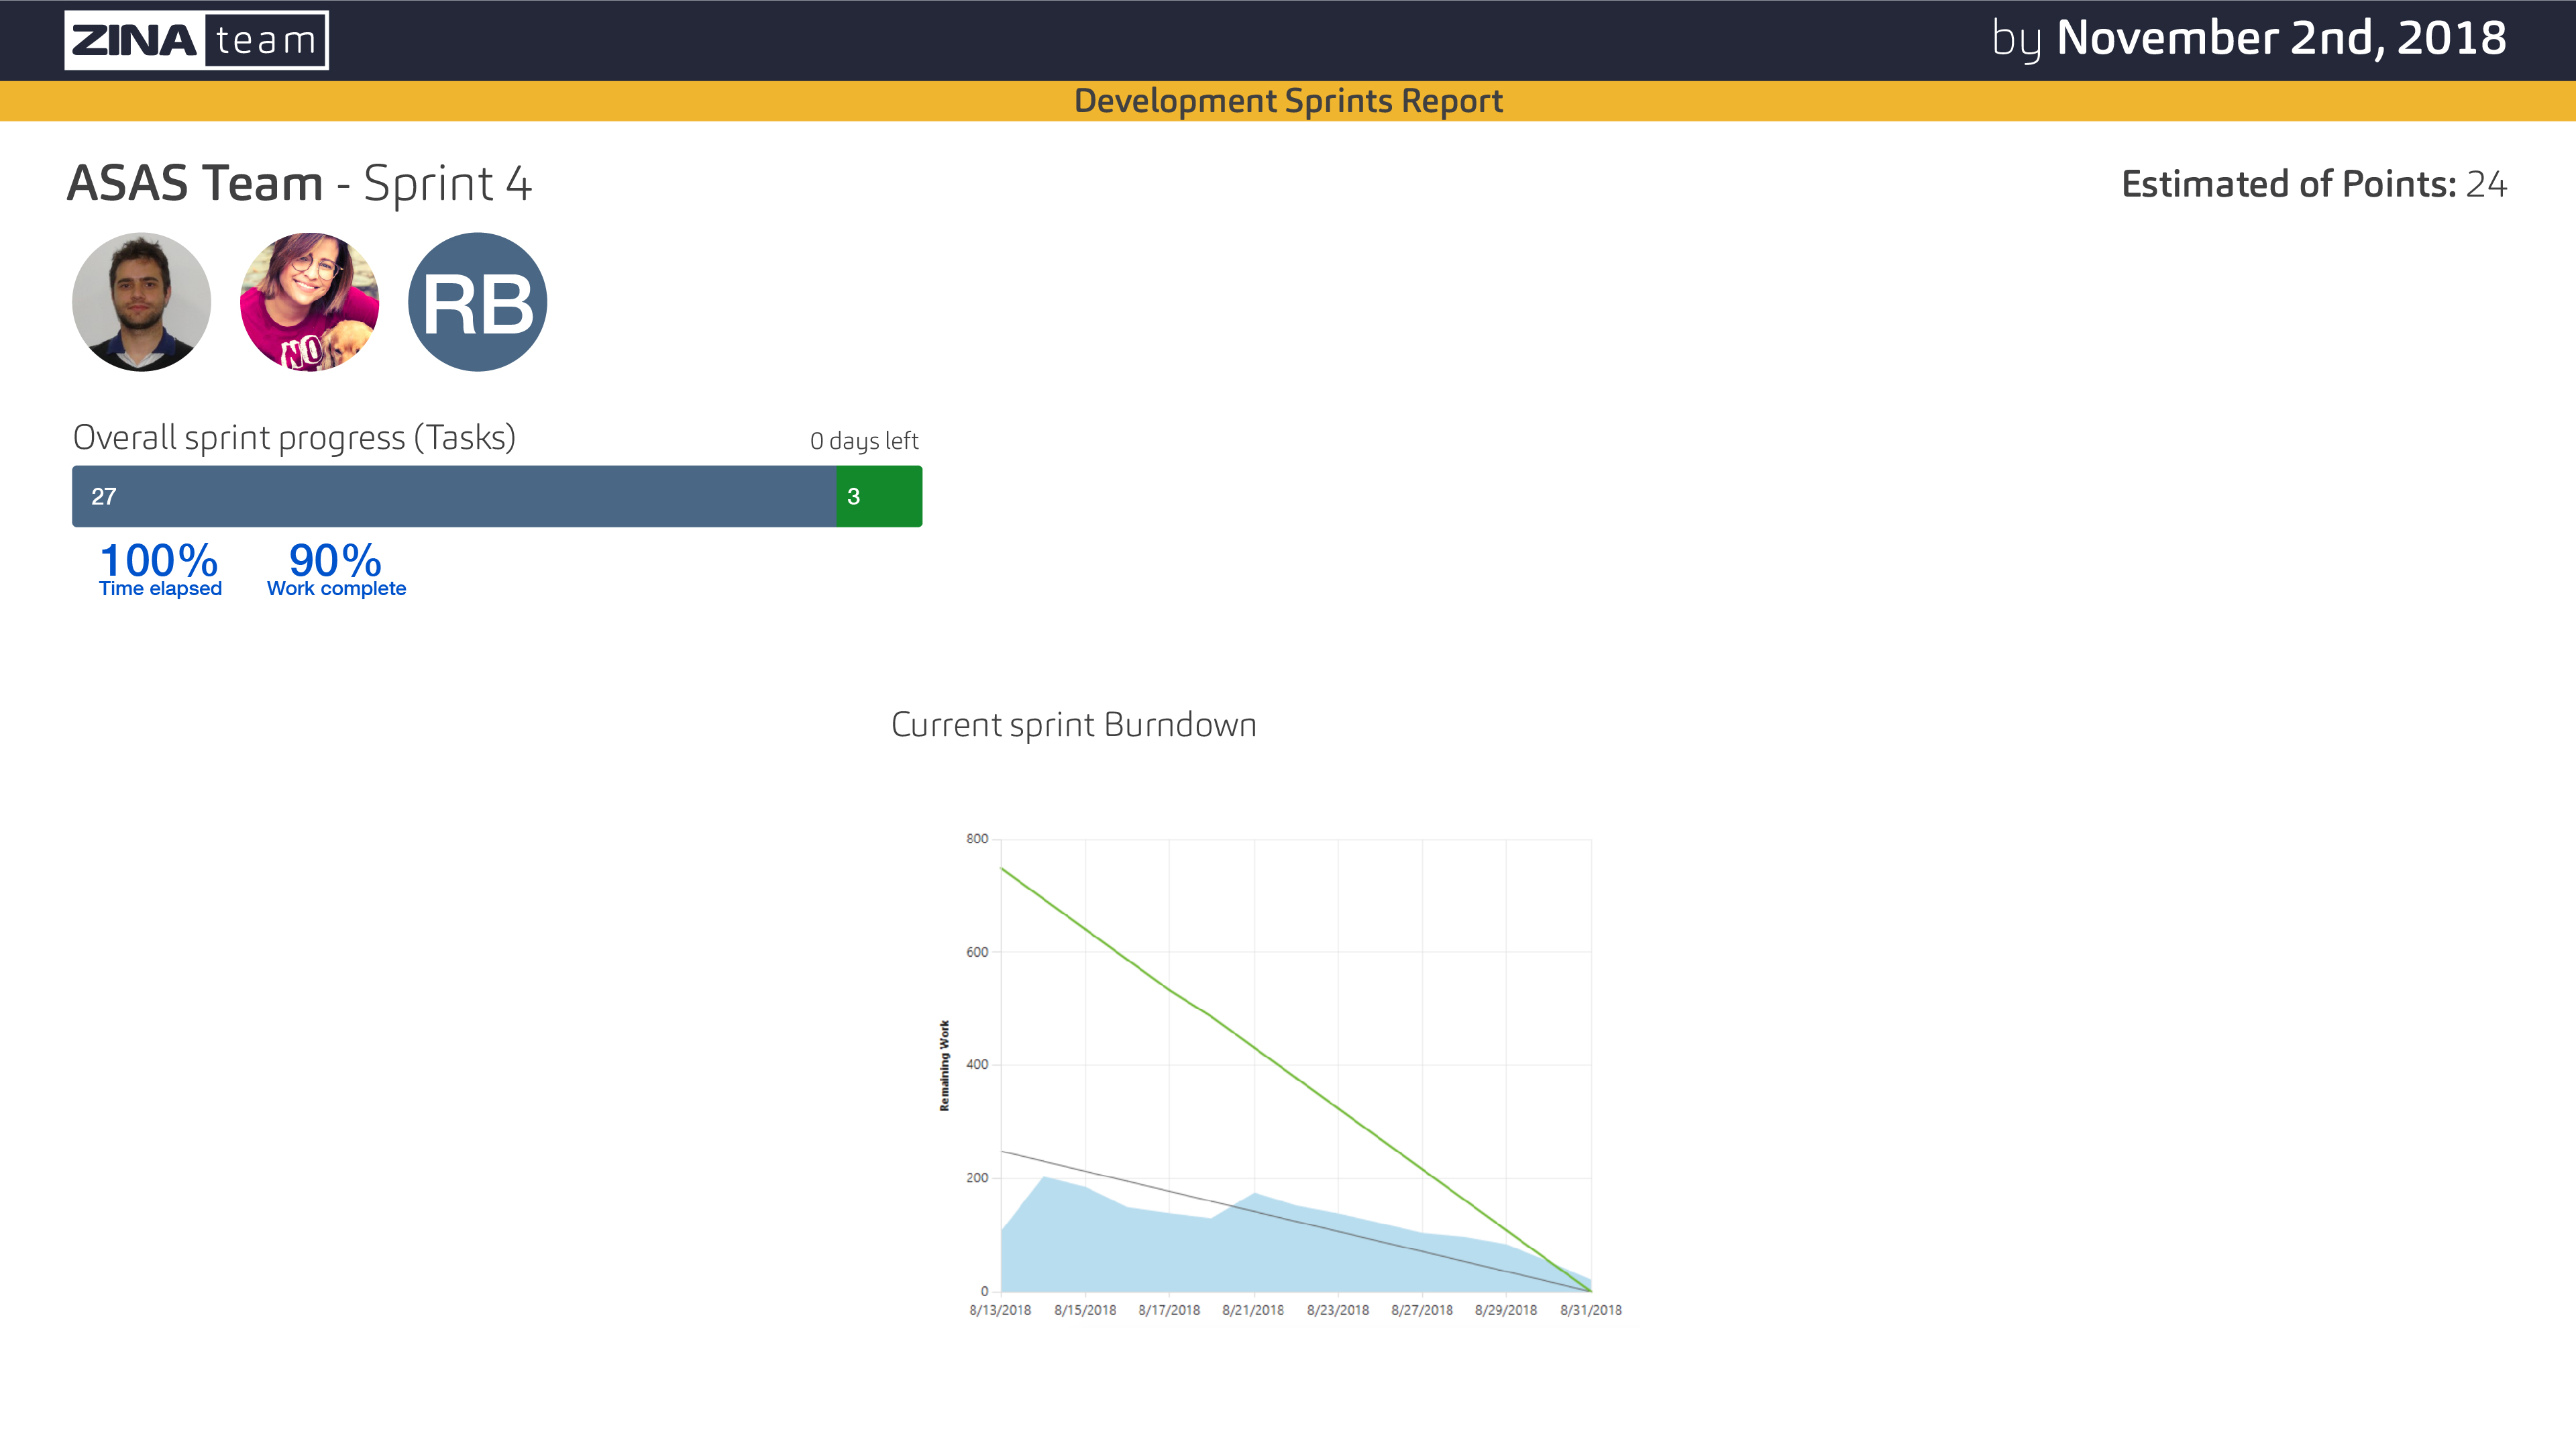 ZINA team
by November 2nd, 2018
Development Sprints Report
ASAS Team - Sprint 4
Estimated of Points: 24
NO
RB
Overall sprint progress (Tasks)
0 days left
27
3
100%
90%
Time elapsed
Work complete
Current sprint Burndown
800
600
400
200
0
Remaining Work
8/13/2018
8/15/2018
8/17/2018
8/21/2018
8/23/2018
8/27/2018
8/29/2018
8/31/2018